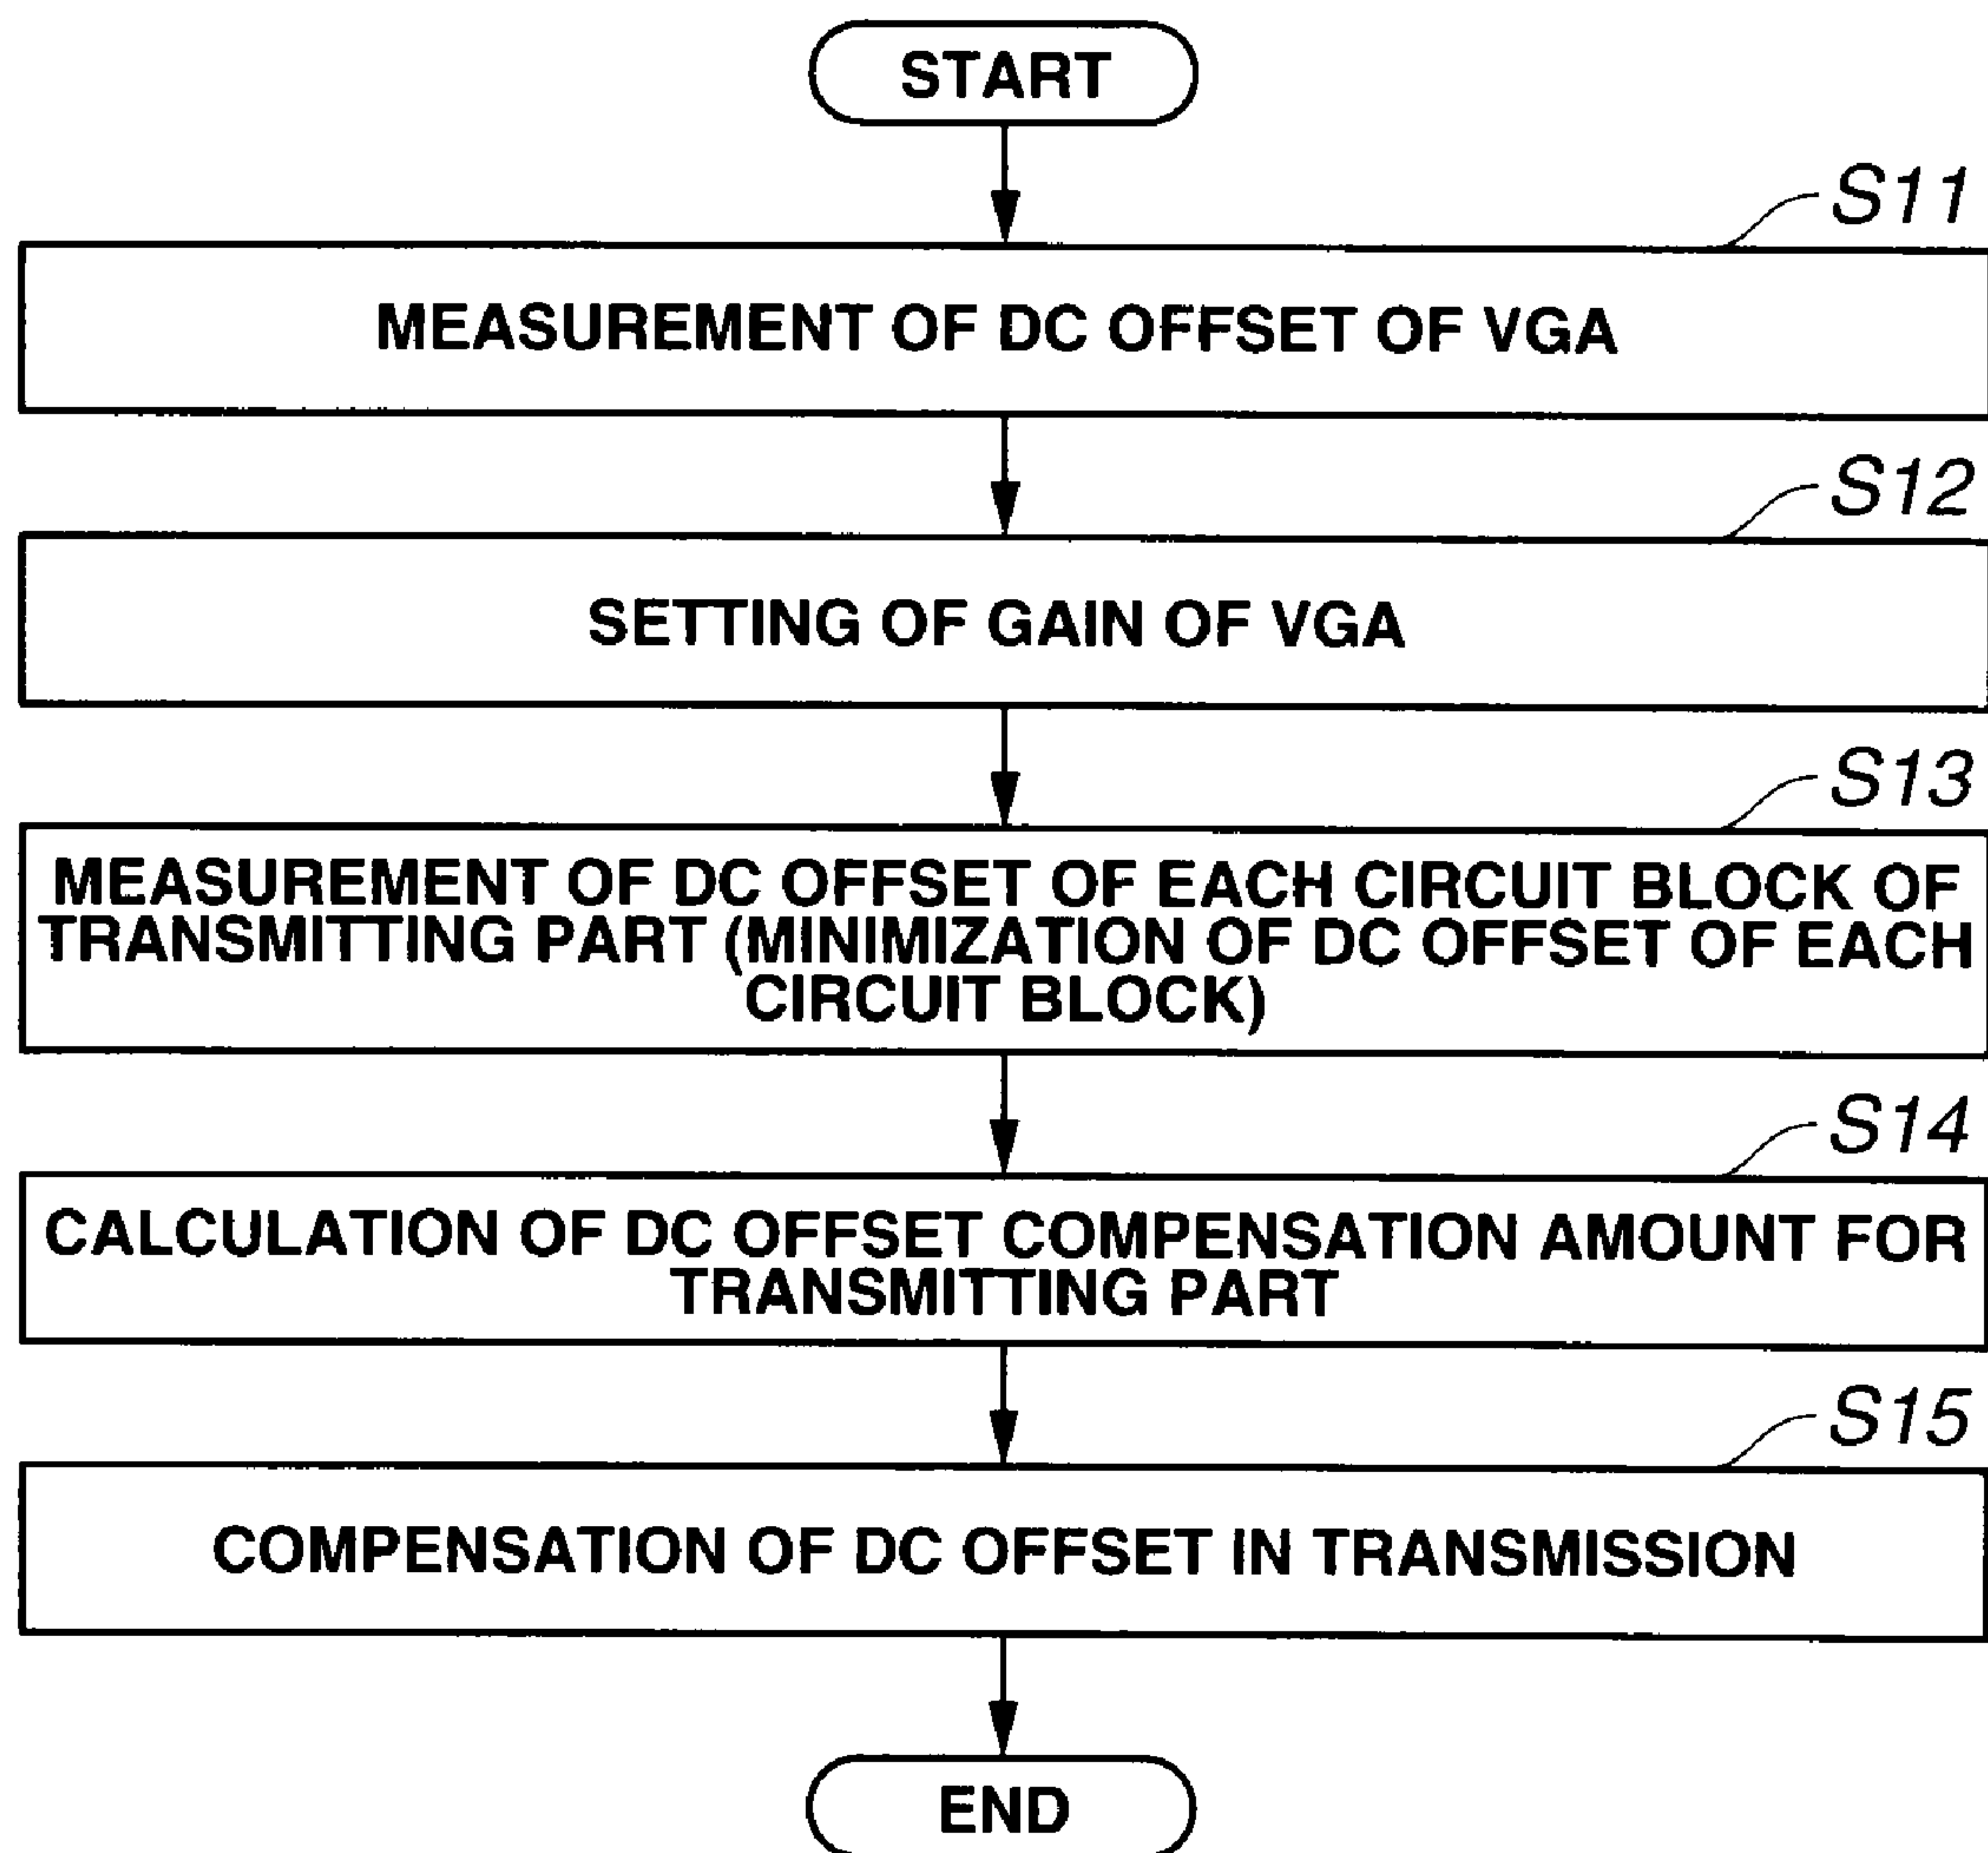 START
S11
MEASUREMENT OF DC OFFSET OF VGA
S12
SETTING OF GAIN OF VGA
S13
MEASUREMENT OF DC OFFSET OF EACH CIRCUIT BLOCK OF
TRANSMITTING PART (MINIMIZATION OF DC OFFSET OF EACH
CIRCUIT BLOCK)
S14
CALCULATION OF DC OFFSET COMPENSATION AMOUNT FOR
TRANSMITTING PART
S15
COMPENSATION OF DC OFFSET IN TRANSMISSION
END